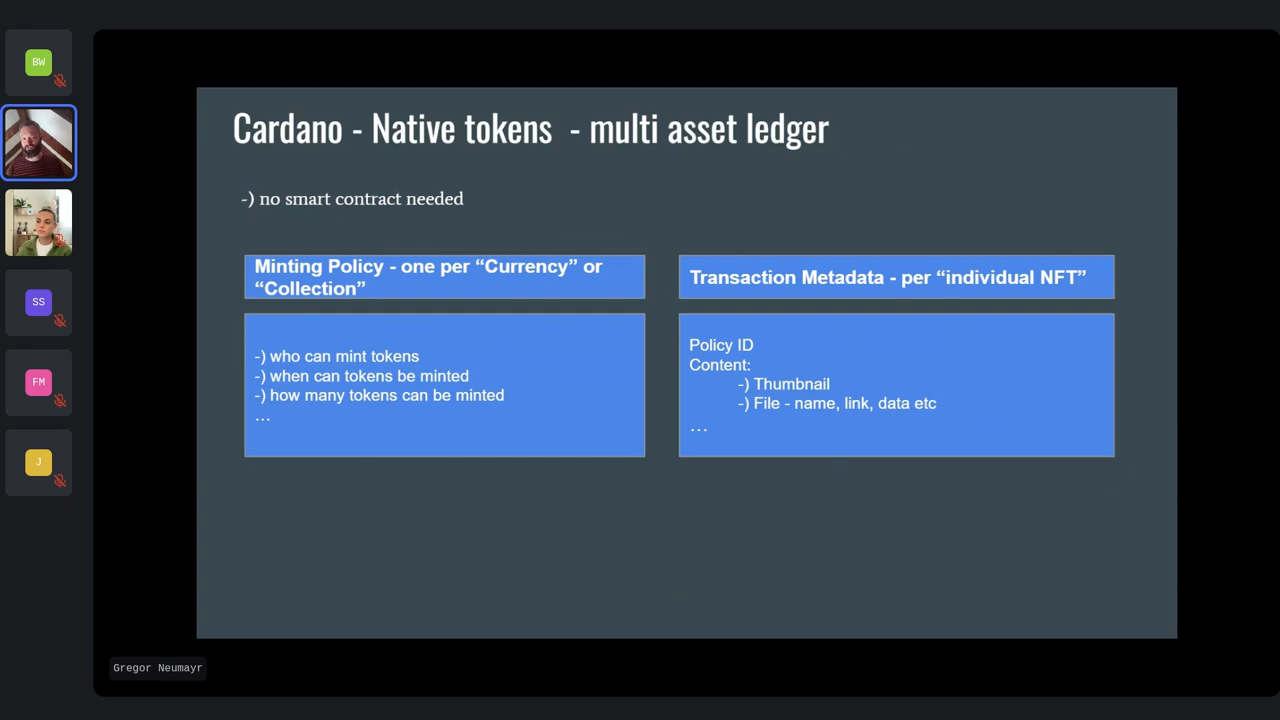 BW
SS
FM
J
Cardano - Native tokens - multi asset ledger
-) no smart contract needed
Minting Policy - one per “Currency” or
“Collection”
-) who can mint tokens
-) when can tokens be minted
-) how many tokens can be minted
...
Transaction Metadata - per “individual NFT”
Policy ID
Content:
-) Thumbnail
-) File - name, link, data etc
...
Gregor Neumayr